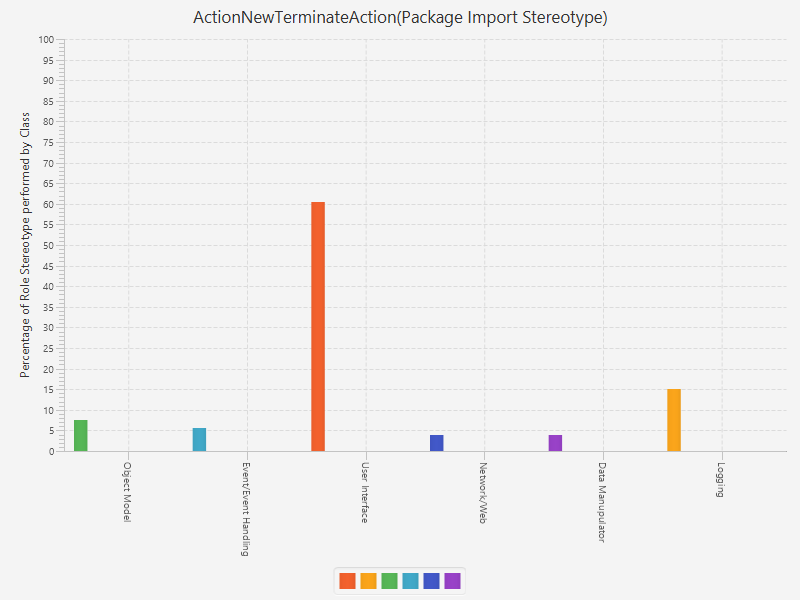 ActionNewTerminateAction(Package Import Stereotype)
Percentage of Role Stereotype performed by Class
100
95
90
85
80
75
70
65
60
55
50
45
40
35
30
25
20
15
10
5
0
Object Model
Event/Event Handling
User Interface
Network/Web
Data Manupulator
Logging